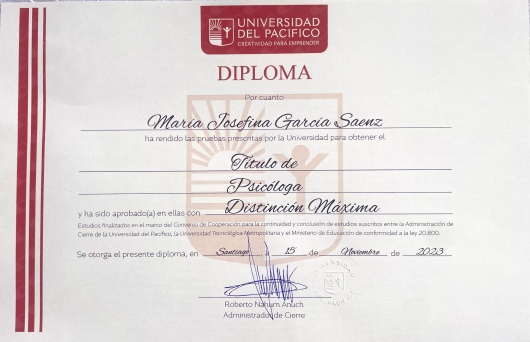 UNIVERSIDAD
DEL PACIFICO
CREATIVIDAD PARA EMPRENDER
DIPLOMA
Por cuanto
María Josefina García Saenz
ha rendido las pruebas prescritas por la Universidad para obtener el
Título de
Psicóloga
y ha sido aprobado(a) en ellas con Distinción Máxima
Estudios finalizados en el marco del Convenio de Cooperación para la continuidad y conclusión de estudios suscritos entre la Administración de
Cierre de la Universidad del Pacífico, la Universidad Tecnológica Metropolitana y el Ministerio de Educación de conformidad a la ley 20.800.
Se otorga el presente diploma, en Santiago, a 15 de Noviembre de 2023
Roberto Nahum Anuch
Administrador de Cierre